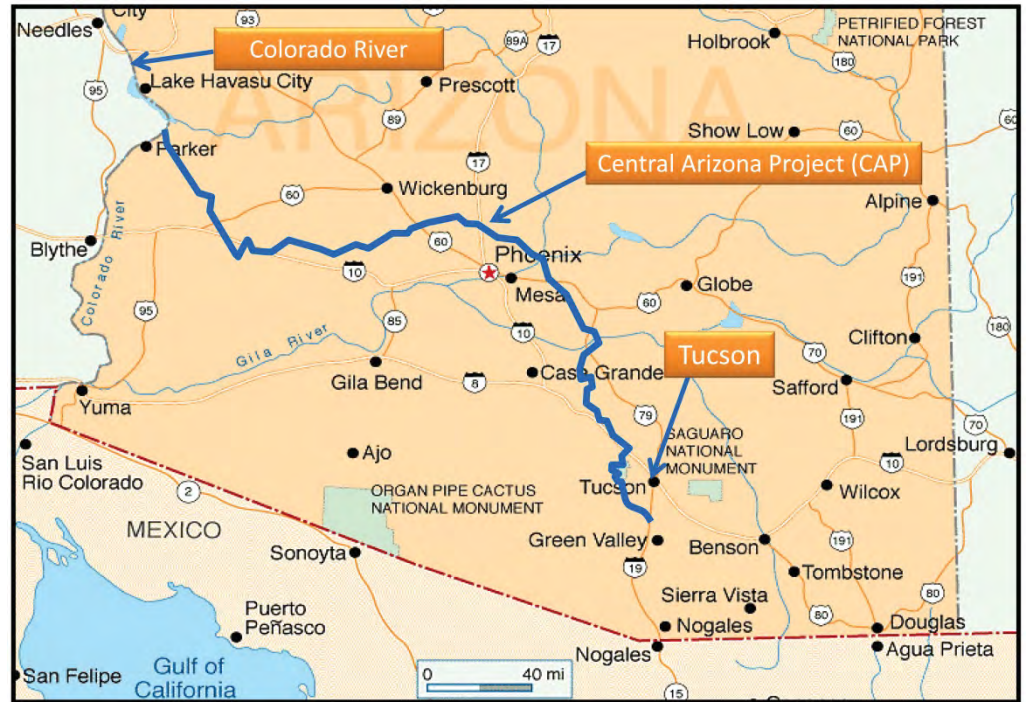 City
Needles
93
Colorado River
89A
17
Holbrook
PETRIFIED FOREST
NATIONAL PARK
180
95
Lake Havasu City
Prescott
ARIZONA
89
Show Low
60
60
Parker
17
Central Arizona Project (CAP)
Wickenburg
60
Alpine
Blythe
60
Phoenix
10
Mesa
Globe
191
Colorado River
95
85
60
10
180
Gila River
Clifton
Tucson
70
Gila Bend
8
Casa Grande
Safford
Yuma
79
191
70
SAGUARO
NATIONAL
MONUMENT
Lordsburg
Ajo
10
San Luis
Rio Colorado
2
Tucson
Wilcox
ORGAN PIPE CACTUS
NATIONAL MONUMENT
MEXICO
Green Valley
Benson
191
Sonoyta
19
Tombstone
Sierra Vista
80
80
Puerto
Peñasco
Nogales
Douglas
Nogales
Agua Prieta
Gulf of
California
San Felipe
0 40 mi
15